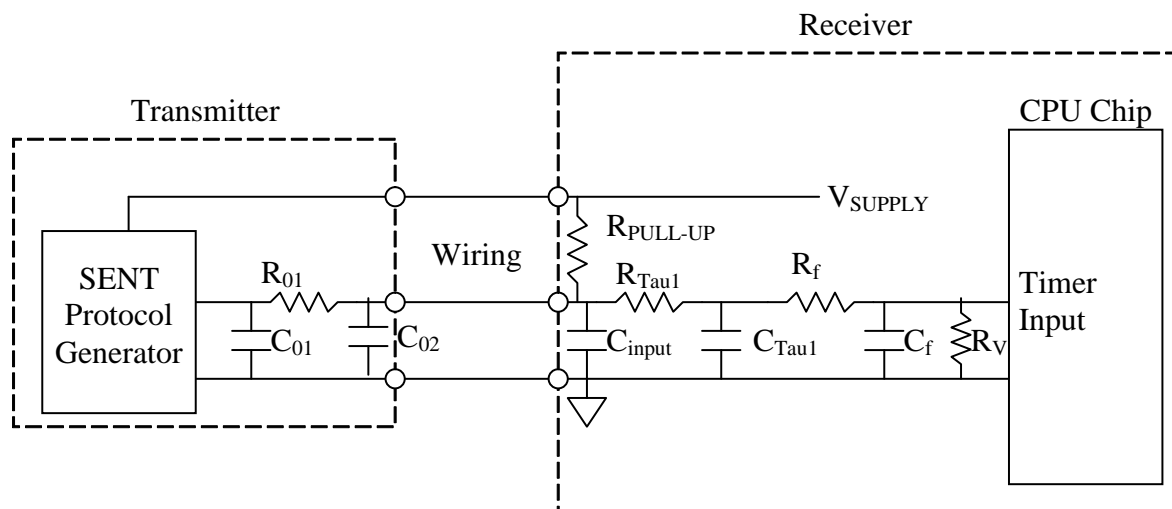 Receiver
Transmitter
CPU Chip
V_SUPPLY
R_PULL-UP
Wiring
SENT
Protocol
Generator
R_01
R_Tau1
R_f
Timer
Input
C_01
C_02
C_input
C_Tau1
C_f
R_V